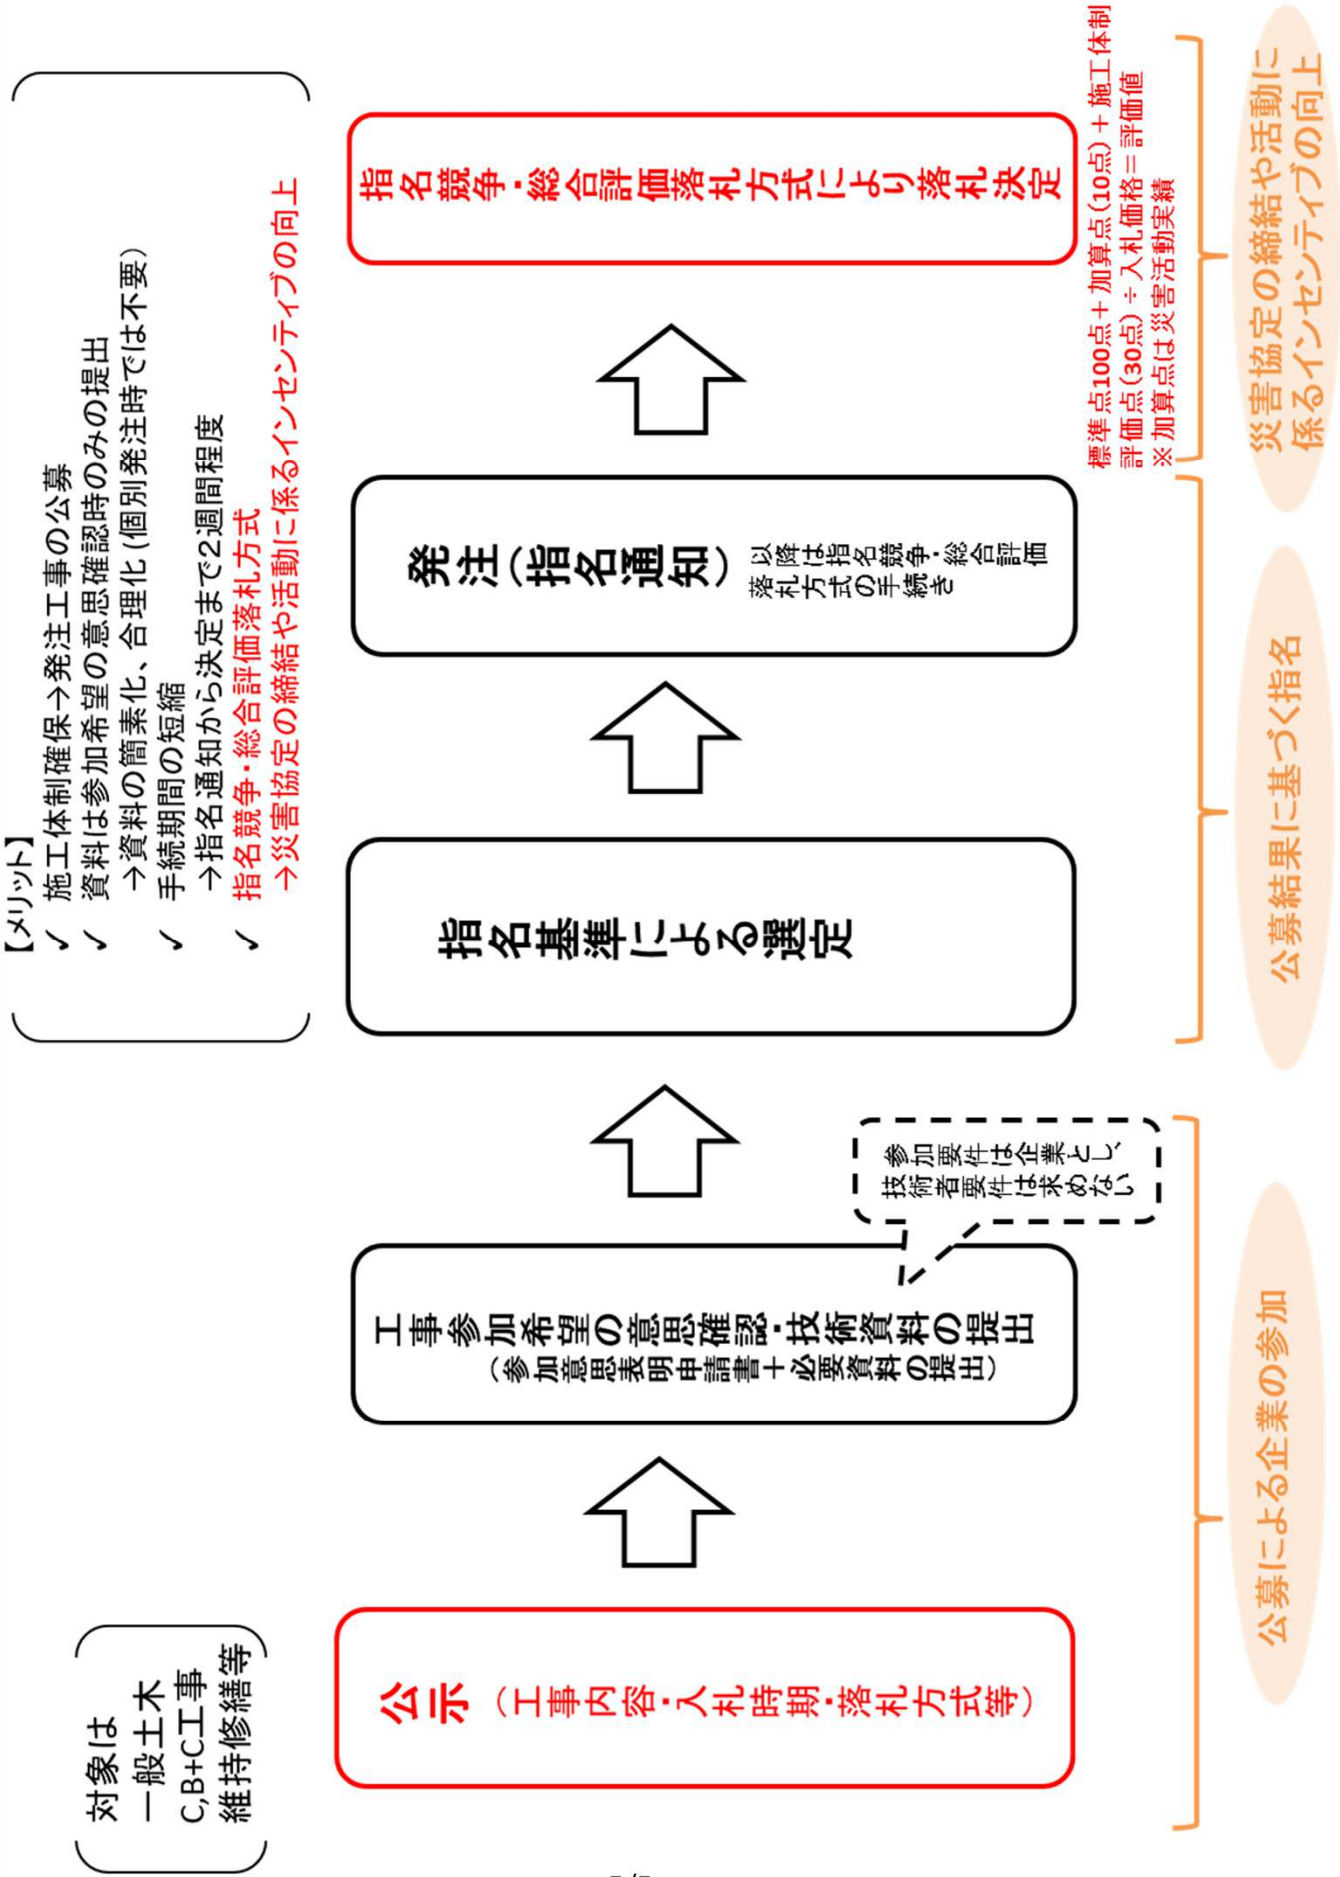 対象は
一般土木
C,B+C工事
維持修繕等
【メリット】
✓ 施工体制確保→発注工事の公募
✓ 資料は参加希望の意思確認時のみの提出
→資料の簡素化、合理化(個別発注時では不要)
✓ 手続期間の短縮
→指名通知から決定まで2週間程度
✓ 指名競争・総合評価落札方式
→災害協定の締結や活動に係るインセンティブの向上
公示
(工事内容・入札時期・落札方式等)
工事参加希望の意思確認・技術資料の提出
(参加意思表明申請書＋必要資料の提出)
参加要件は企業とし、
技術者要件は求めない
指名基準による選定
発注(指名通知)
以降は指名競争・総合評価
落札方式の手続き
指名競争・総合評価落札方式により落札決定
標準点100点＋加算点(10点)＋施工体制
評価点(30点)÷入札価格＝評価値
※加算点は災害活動実績
公募による企業の参加
公募結果に基づく指名
災害協定の締結や活動に
係るインセンティブの向上